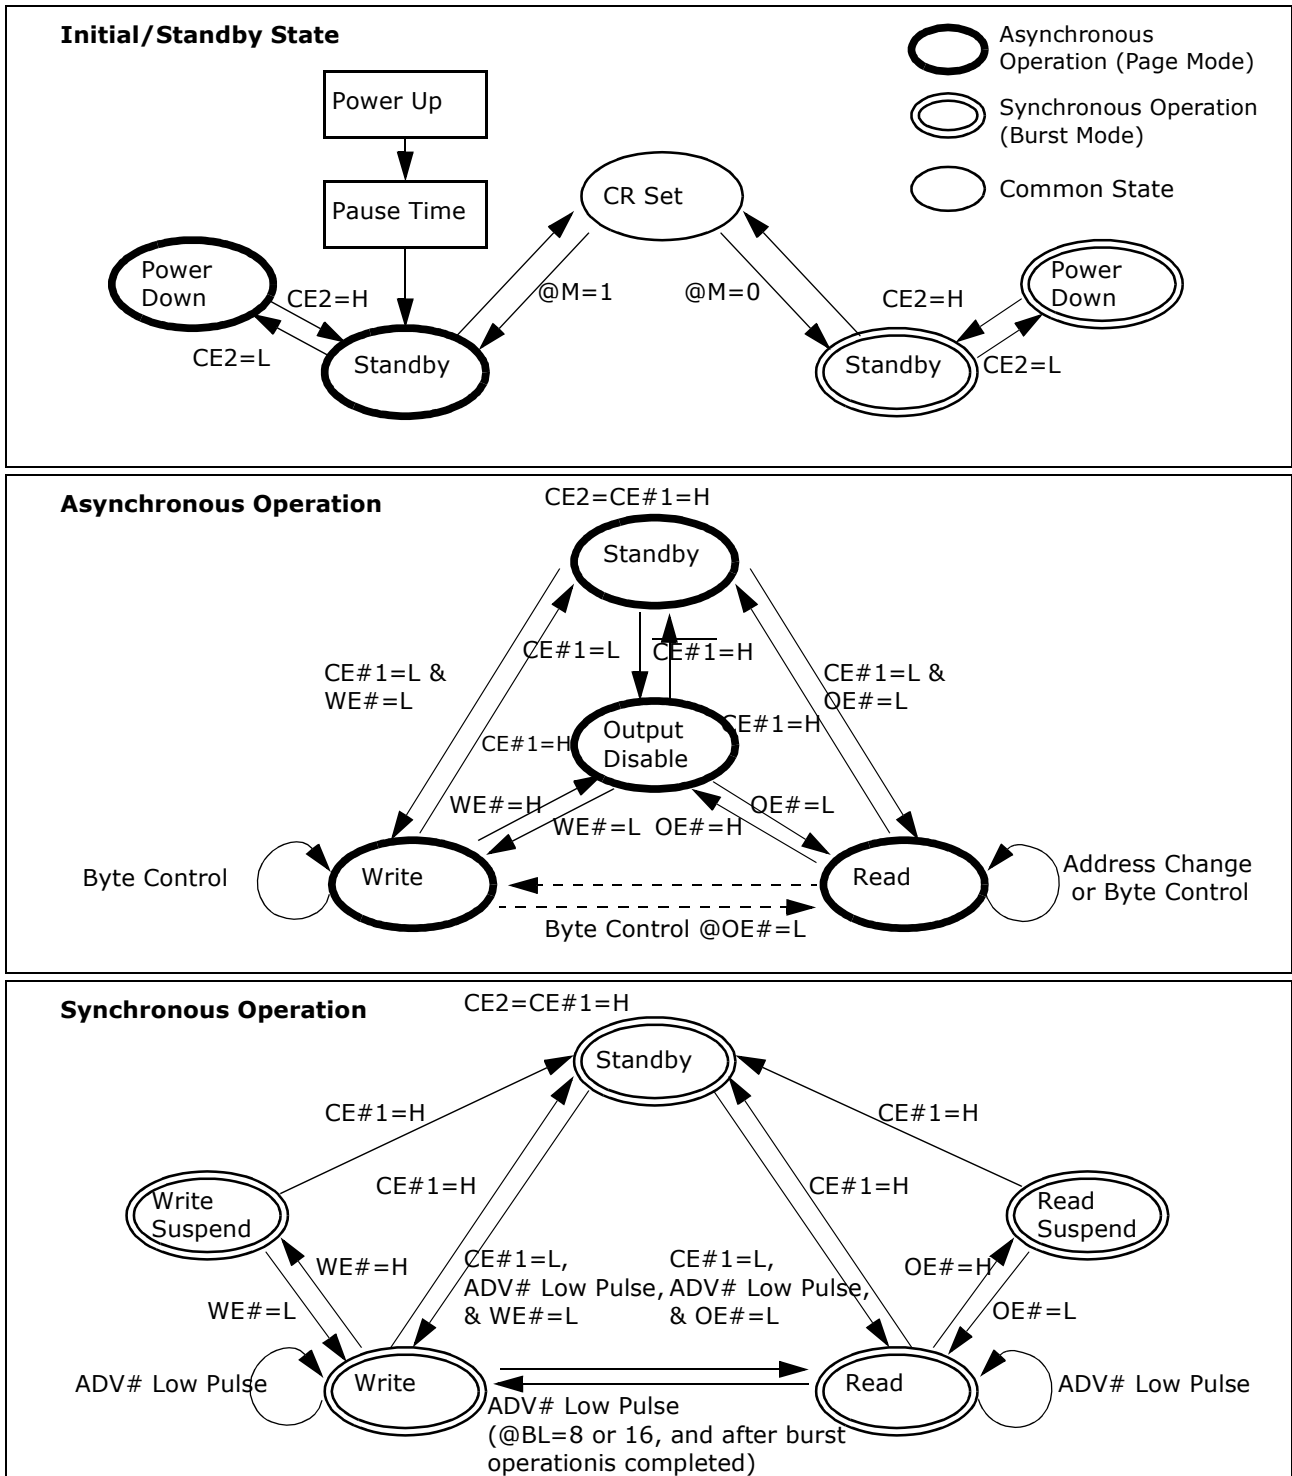 Initial/Standby State
Asynchronous
Operation (Page Mode)
Synchronous Operation
(Burst Mode)
Common State
Power Up
Pause Time
CR Set
Power
Down
CE2=H
CE2=L
Standby
@M=1
@M=0
Standby
CE2=H
CE2=L
Power
Down
Asynchronous Operation
CE2=CE#1=H
Standby
CE#1=L
CE#1=H
CE#1=L &
WE#=L
CE#1=L &
OE#=L
CE#1=H
Output
Disable
CE#1=H
WE#=H
WE#=L
OE#=H
OE#=L
Byte Control
Write
Read
Address Change
or Byte Control
Byte Control @OE#=L
Synchronous Operation
CE2=CE#1=H
Standby
CE#1=H
CE#1=H
CE#1=H
CE#1=H
Write
Suspend
Read
Suspend
WE#=H
WE#=L
CE#1=L,
ADV# Low Pulse,
& WE#=L
CE#1=L,
ADV# Low Pulse,
& OE#=L
OE#=H
OE#=L
ADV# Low Pulse
Write
Read
ADV# Low Pulse
ADV# Low Pulse
(@BL=8 or 16, and after burst
operationis completed)